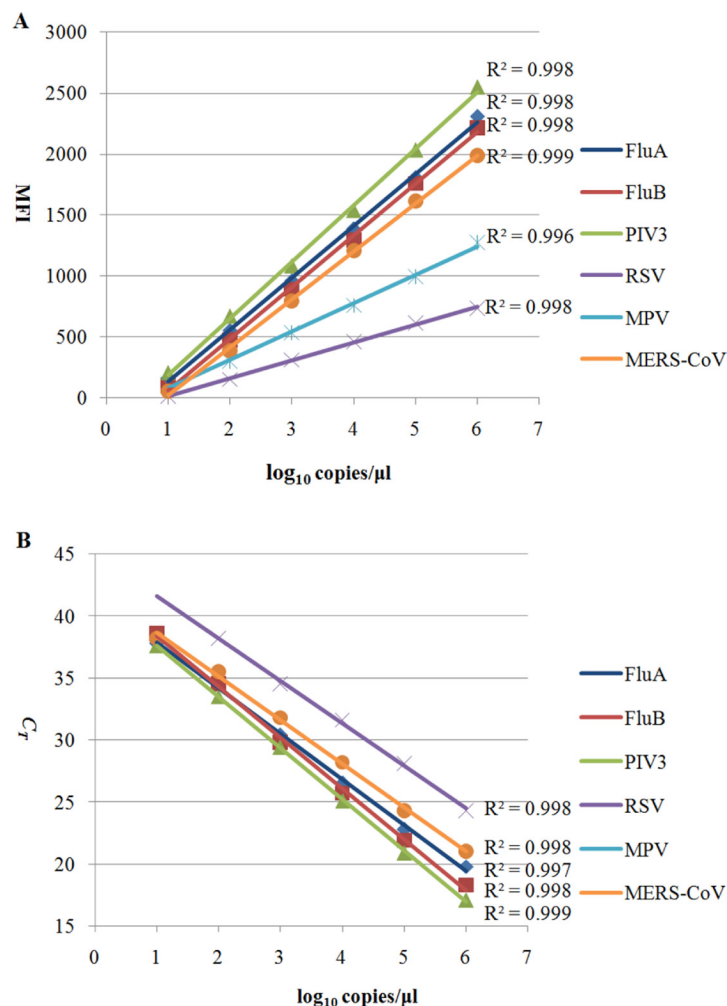 A
3000
2500
2000
1500
1000
500
0
MFI
0 1 2 3 4 5 6 7
log10 copies/µl
R² = 0.998
R² = 0.998
R² = 0.998
R² = 0.999
R² = 0.996
R² = 0.998
FluA
FluB
PIV3
RSV
MPV
MERS-CoV
B
45
40
35
30
25
20
15
CT
0 1 2 3 4 5 6 7
log10 copies/µl
R² = 0.998
R² = 0.998
R² = 0.997
R² = 0.998
R² = 0.999
FluA
FluB
PIV3
RSV
MPV
MERS-CoV